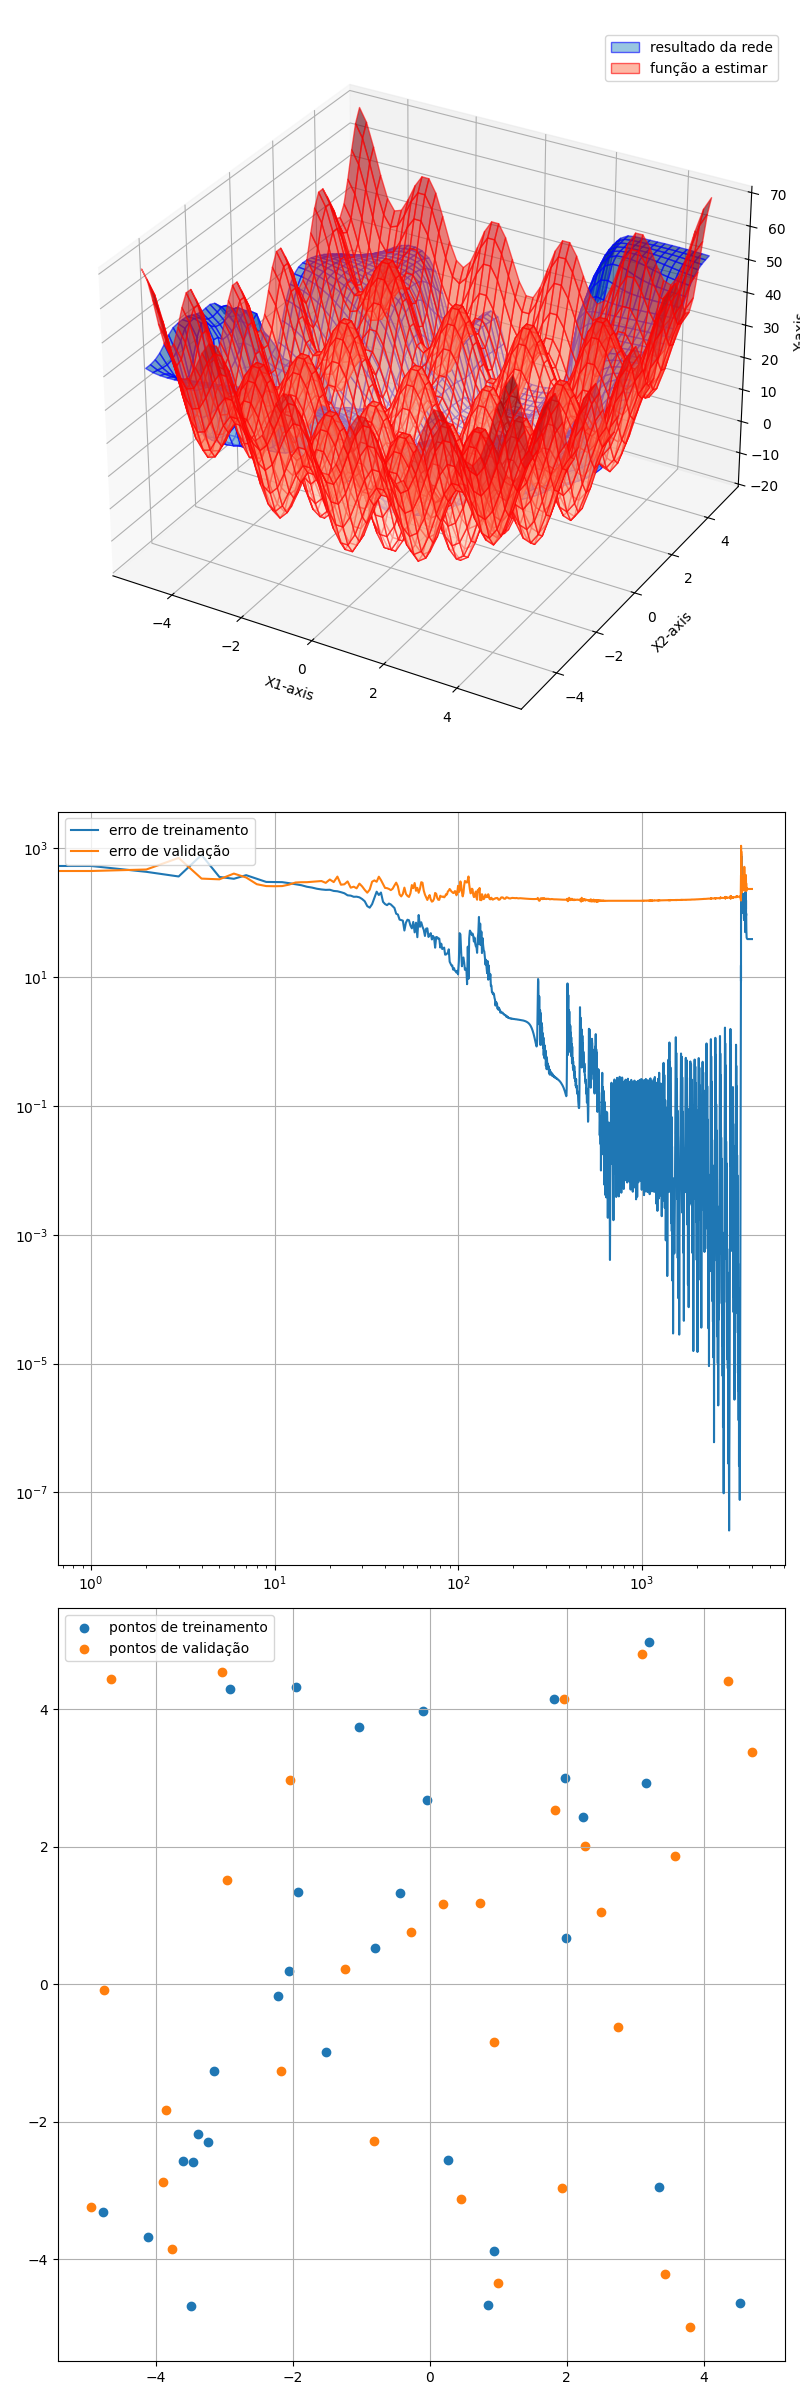 resultado da rede
função a estimar
70
60
50
40
30
20
10
0
−10
−20
Y-axis
−4
−2
0
2
4
X1-axis
−4
−2
0
2
4
X2-axis
erro de treinamento
erro de validação
10³
10¹
10⁻¹
10⁻³
10⁻⁵
10⁻⁷
10⁰ 10¹ 10² 10³
pontos de treinamento
pontos de validação
4
2
0
−2
−4
−4 −2 0 2 4